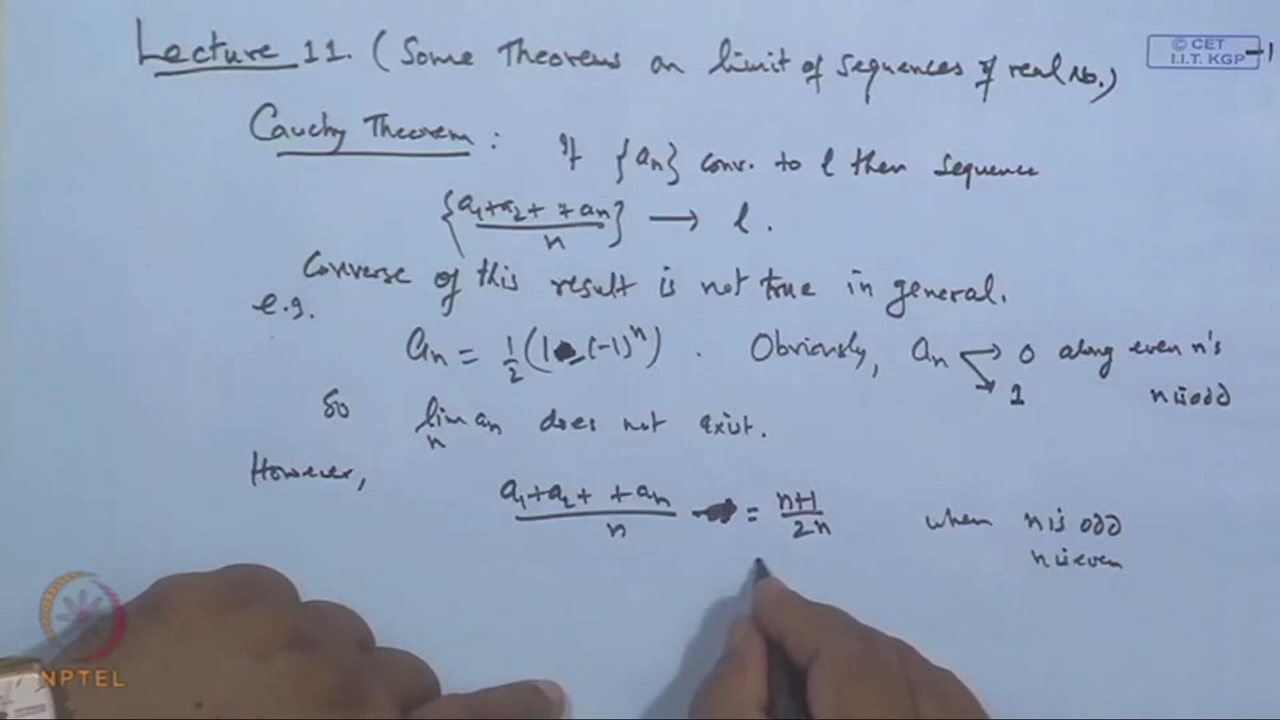 Lecture 11. (Some Theorems on limit of sequences of real no.)
© CET
I.I.T. KGP
Cauchy Theorem : If {an} conv. to l then sequence
{a1+a2+ +an / n} → l.
Converse of this result is not true in general.
e.g.
an = 1/2 (1 - (-1)^n) . Obviously, an → 0 along even n's
→ 1 n is odd
So lim n an does not exist.
However,
a1+a2+ +an / n = n+1 / 2n when n is odd
n is even
NPTEL